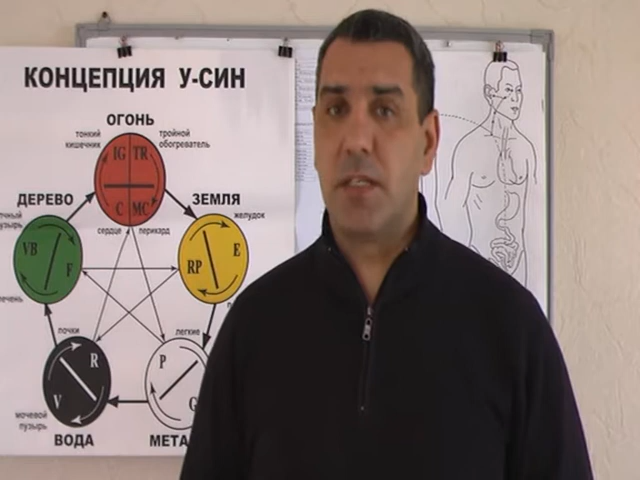 КОНЦЕПЦИЯ У-СИН
ОГОНЬ
тонкий
кишечник
тройной
обогреватель
IG TR
C MC
сердце перикард
ДЕРЕВО
ЗЕМЛЯ
желудок
VB
F
E
RP
почки
легкие
R
V
P
мочевой
пузырь
ВОДА